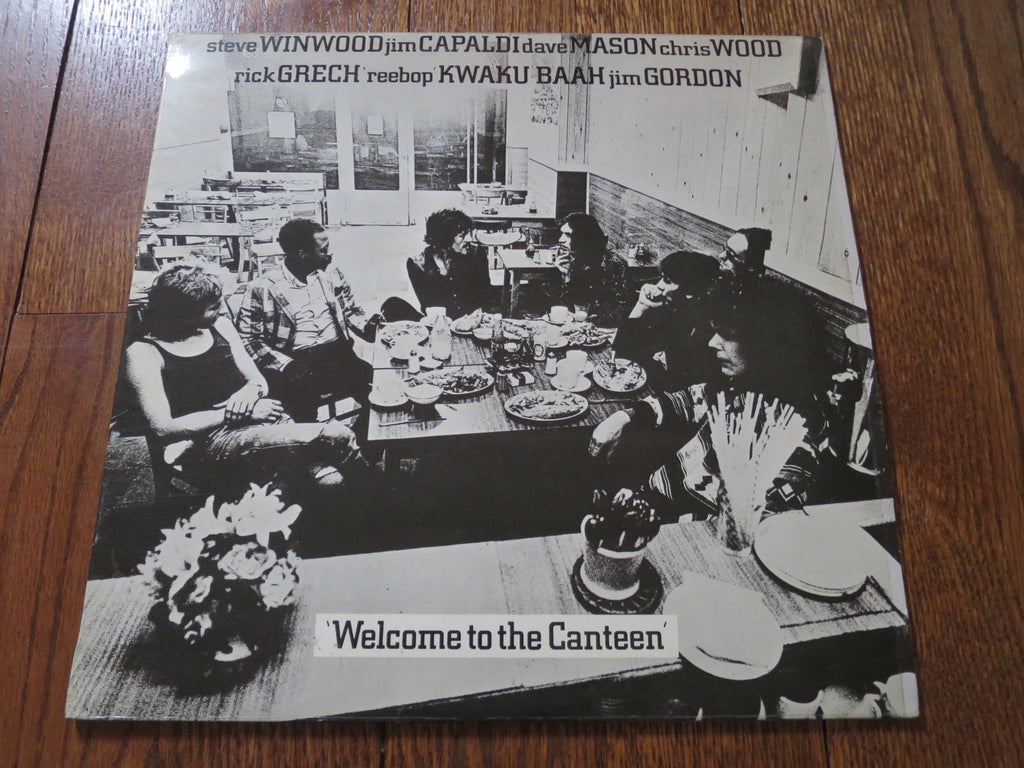 steve WINWOOD jim CAPALDI dave MASON chris WOOD
rick GRECH 'reebop' KWAKU BAAH jim GORDON
'Welcome to the Canteen'